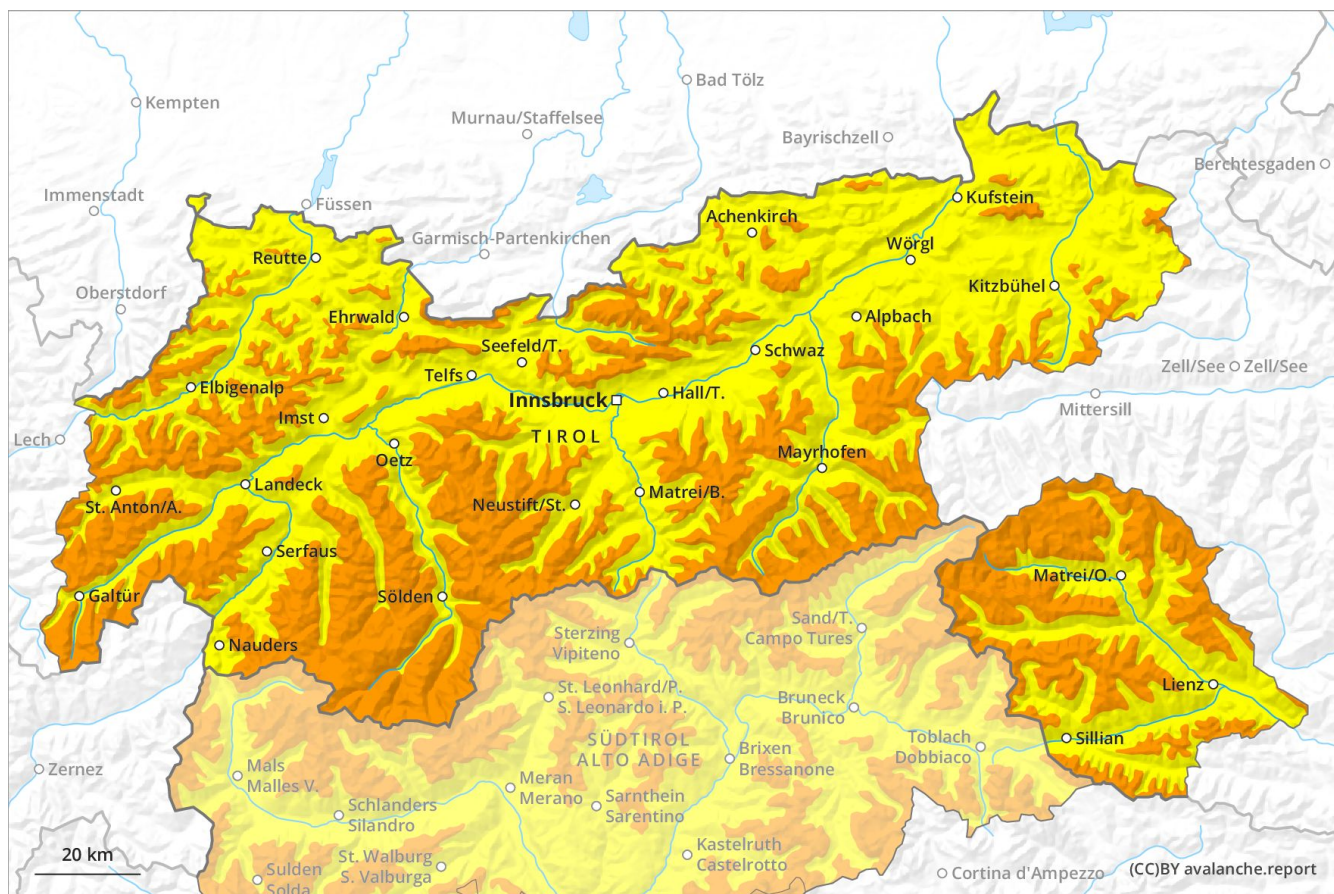 Kempten
Bad Tölz
Murnau/Staffelsee
Bayrischzell
Berchtesgaden
Immenstadt
Füssen
Kufstein
Achenkirch
Garmisch-Partenkirchen
Wörgl
Reutte
Oberstdorf
Kitzbühel
Ehrwald
Alpbach
Seefeld/T.
Schwaz
Zell/See
Zell/See
Telfs
Elbigenalp
Innsbruck
Hall/T.
Mittersill
Imst
TIROL
Lech
Oetz
Mayrhofen
Landeck
Matrei/B.
St. Anton/A.
Neustift/St.
Serfaus
Matrei/O.
Galtür
Sölden
Sand/T.
Campo Tures
Sterzing
Vipiteno
Nauders
Lienz
St. Leonhard/P.
S. Leonardo i. P.
Bruneck
Brunico
SÜDTIROL
ALTO ADIGE
Toblach
Dobbiaco
Sillian
Brixen
Bressanone
Zernez
Mals
Malles V.
Meran
Merano
Sarnthein
Sarentino
Schlanders
Silandro
20 km
St. Walburg
S. Valburga
Kastelruth
Castelrotto
Sulden
Solda
Cortina d'Ampezzo
(CC)BY avalanche.report